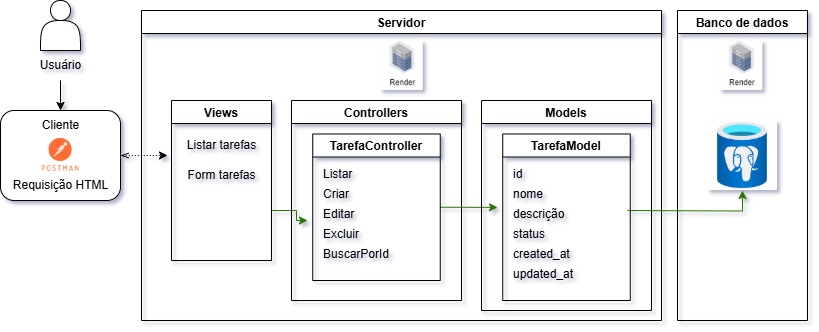 Usuário
Cliente
POSTMAN
Requisição HTML
Servidor
Render
Views
Listar tarefas
Form tarefas
Controllers
TarefaController
Listar
Criar
Editar
Excluir
BuscarPorId
Models
TarefaModel
id
nome
descrição
status
created_at
updated_at
Banco de dados
Render